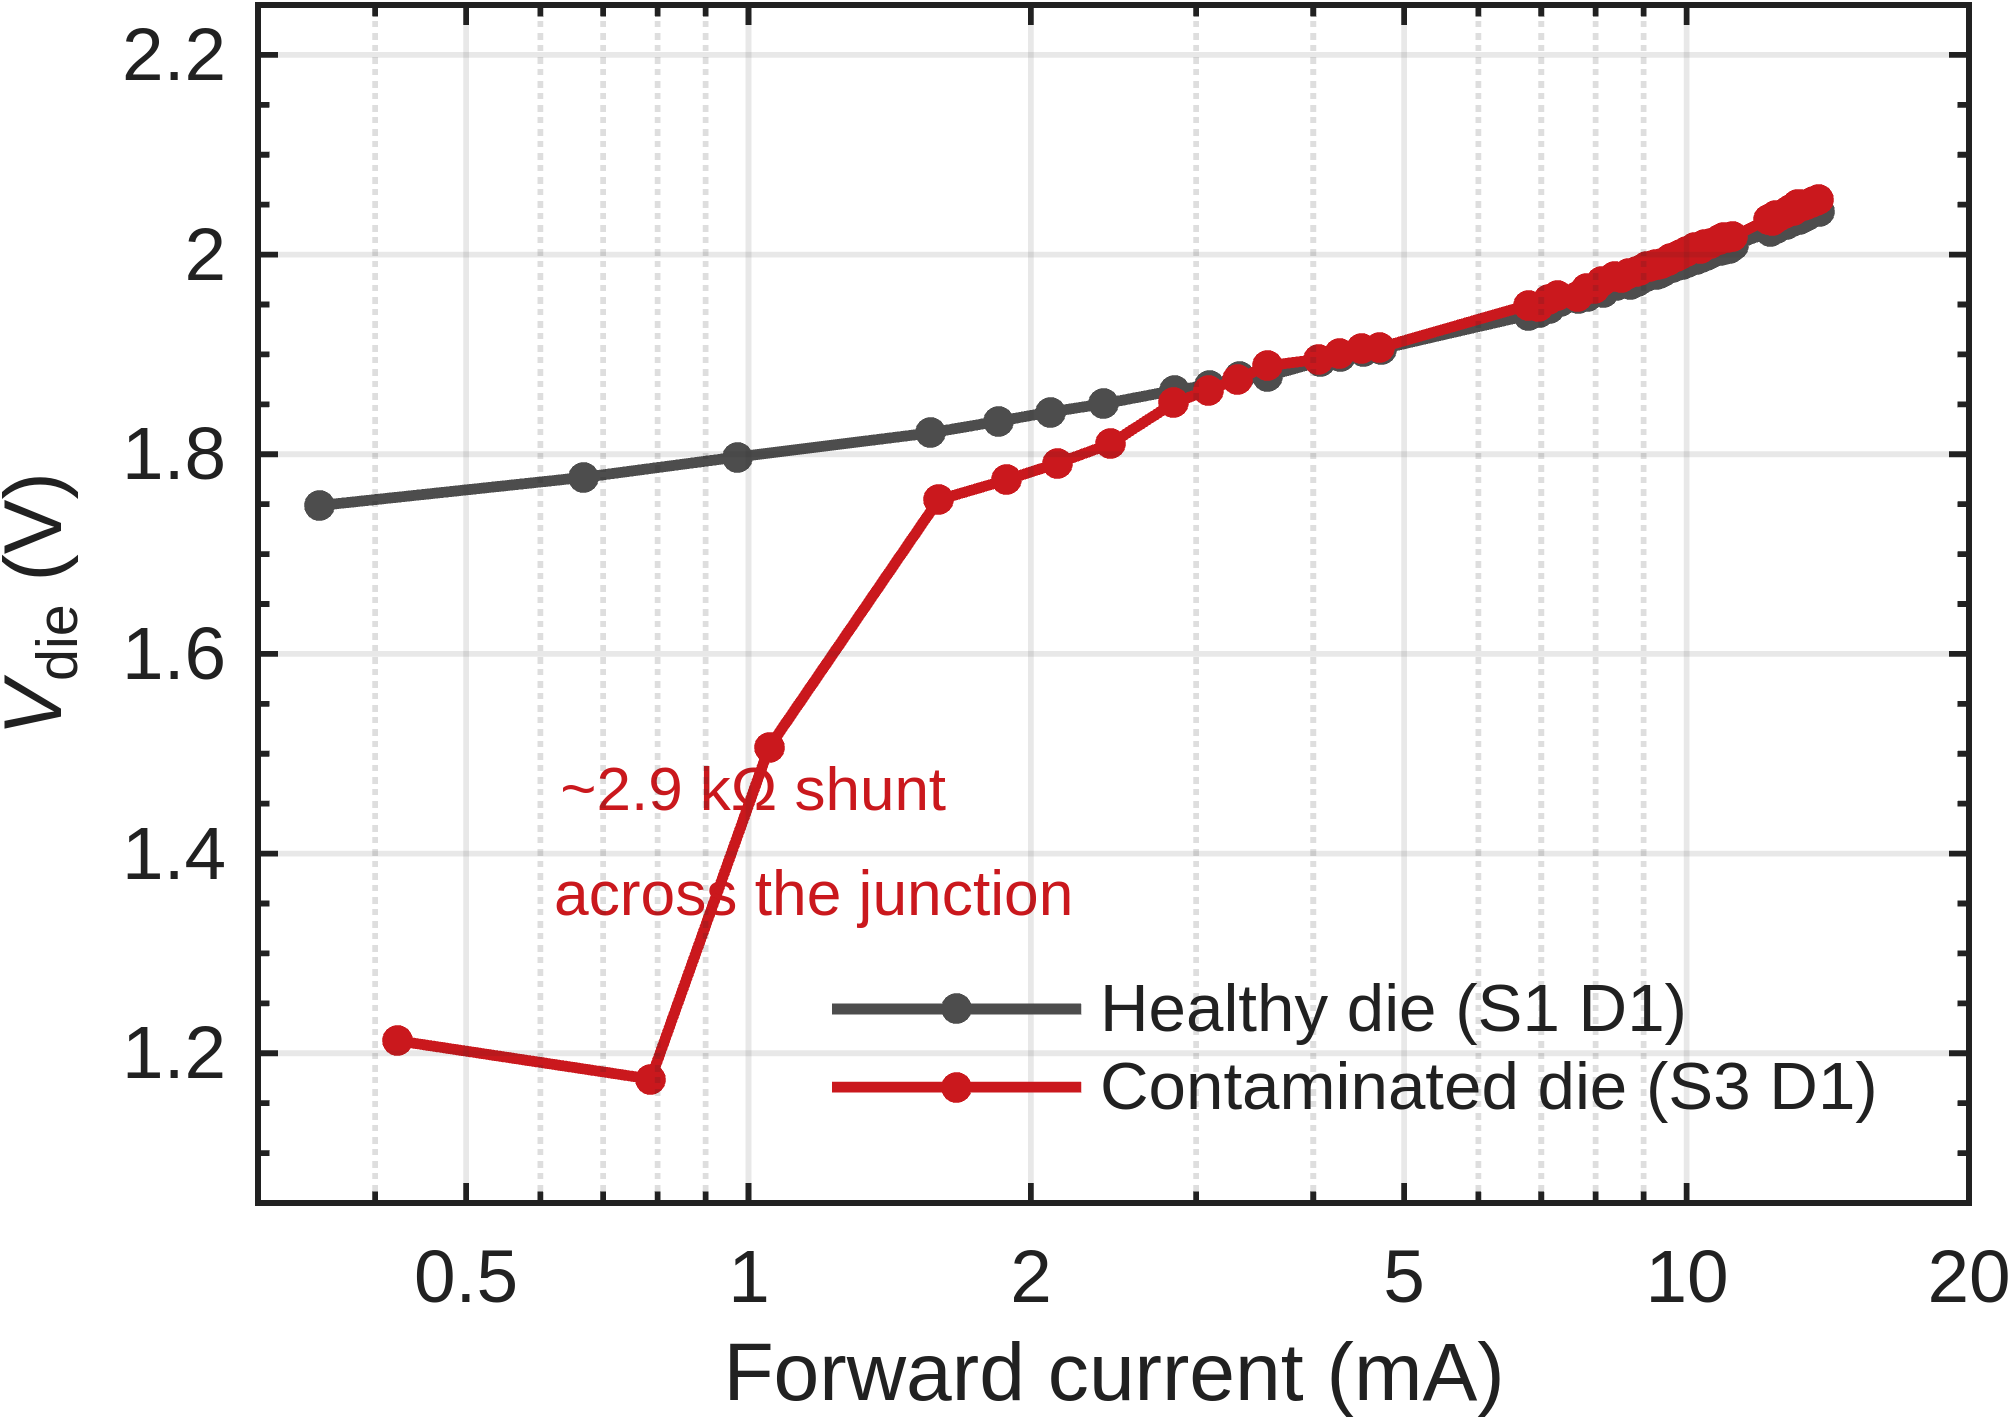 2.2
2
1.8
1.6
1.4
1.2
V_die (V)
~2.9 kΩ shunt
across the junction
Healthy die (S1 D1)
Contaminated die (S3 D1)
0.5 1 2 5 10 20
Forward current (mA)